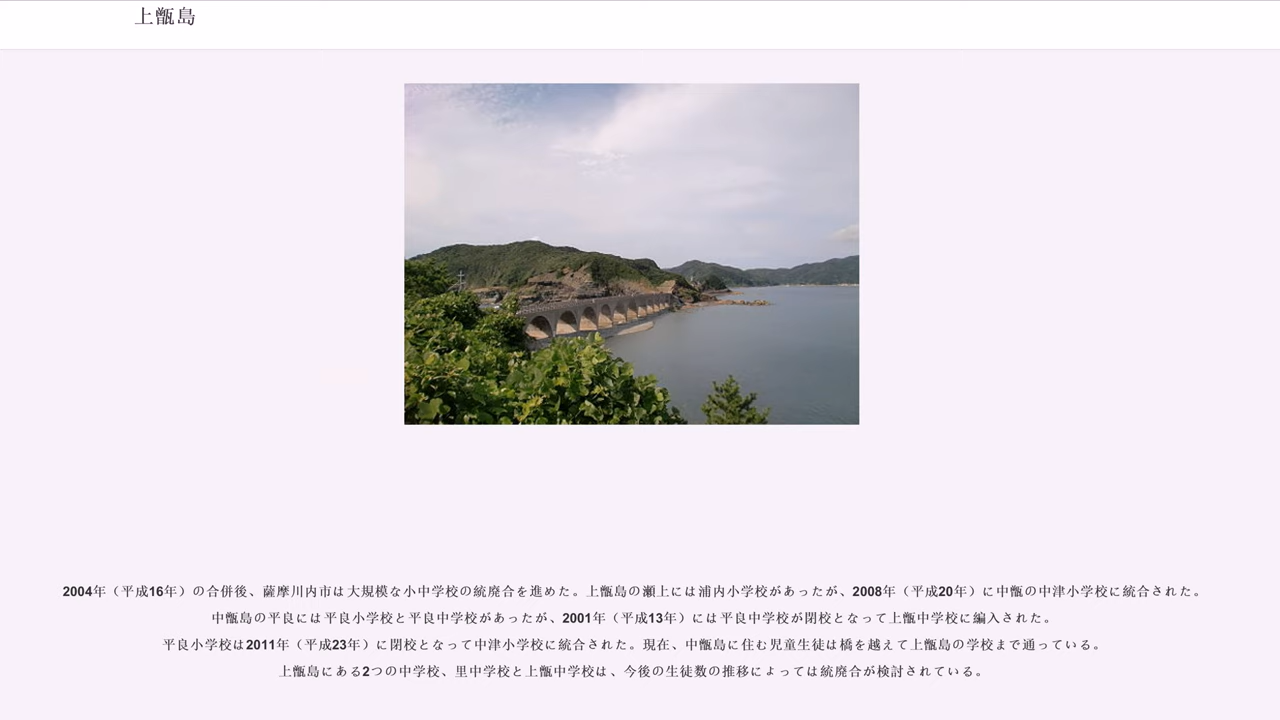 上甑島
2004年（平成16年）の合併後、薩摩川内市は大規模な小中学校の統廃合を進めた。上甑島の瀬上には浦内小学校があったが、2008年（平成20年）に中甑の中津小学校に統合された。
中甑島の平良には平良小学校と平良中学校があったが、2001年（平成13年）には平良中学校が閉校となって上甑中学校に編入された。
平良小学校は2011年（平成23年）に閉校となって中津小学校に統合された。現在、中甑島に住む児童生徒は橋を越えて上甑島の学校まで通っている。
上甑島にある2つの中学校、里中学校と上甑中学校は、今後の生徒数の推移によっては統廃合が検討されている。